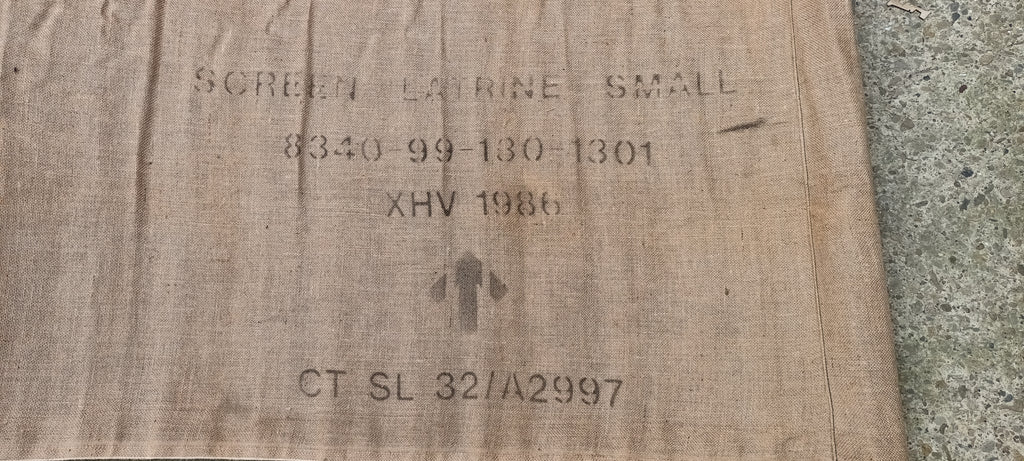 SCREEN LATRINE SMALL
8340-99-130-1301
XHV 1986
CT SL 32/A2997